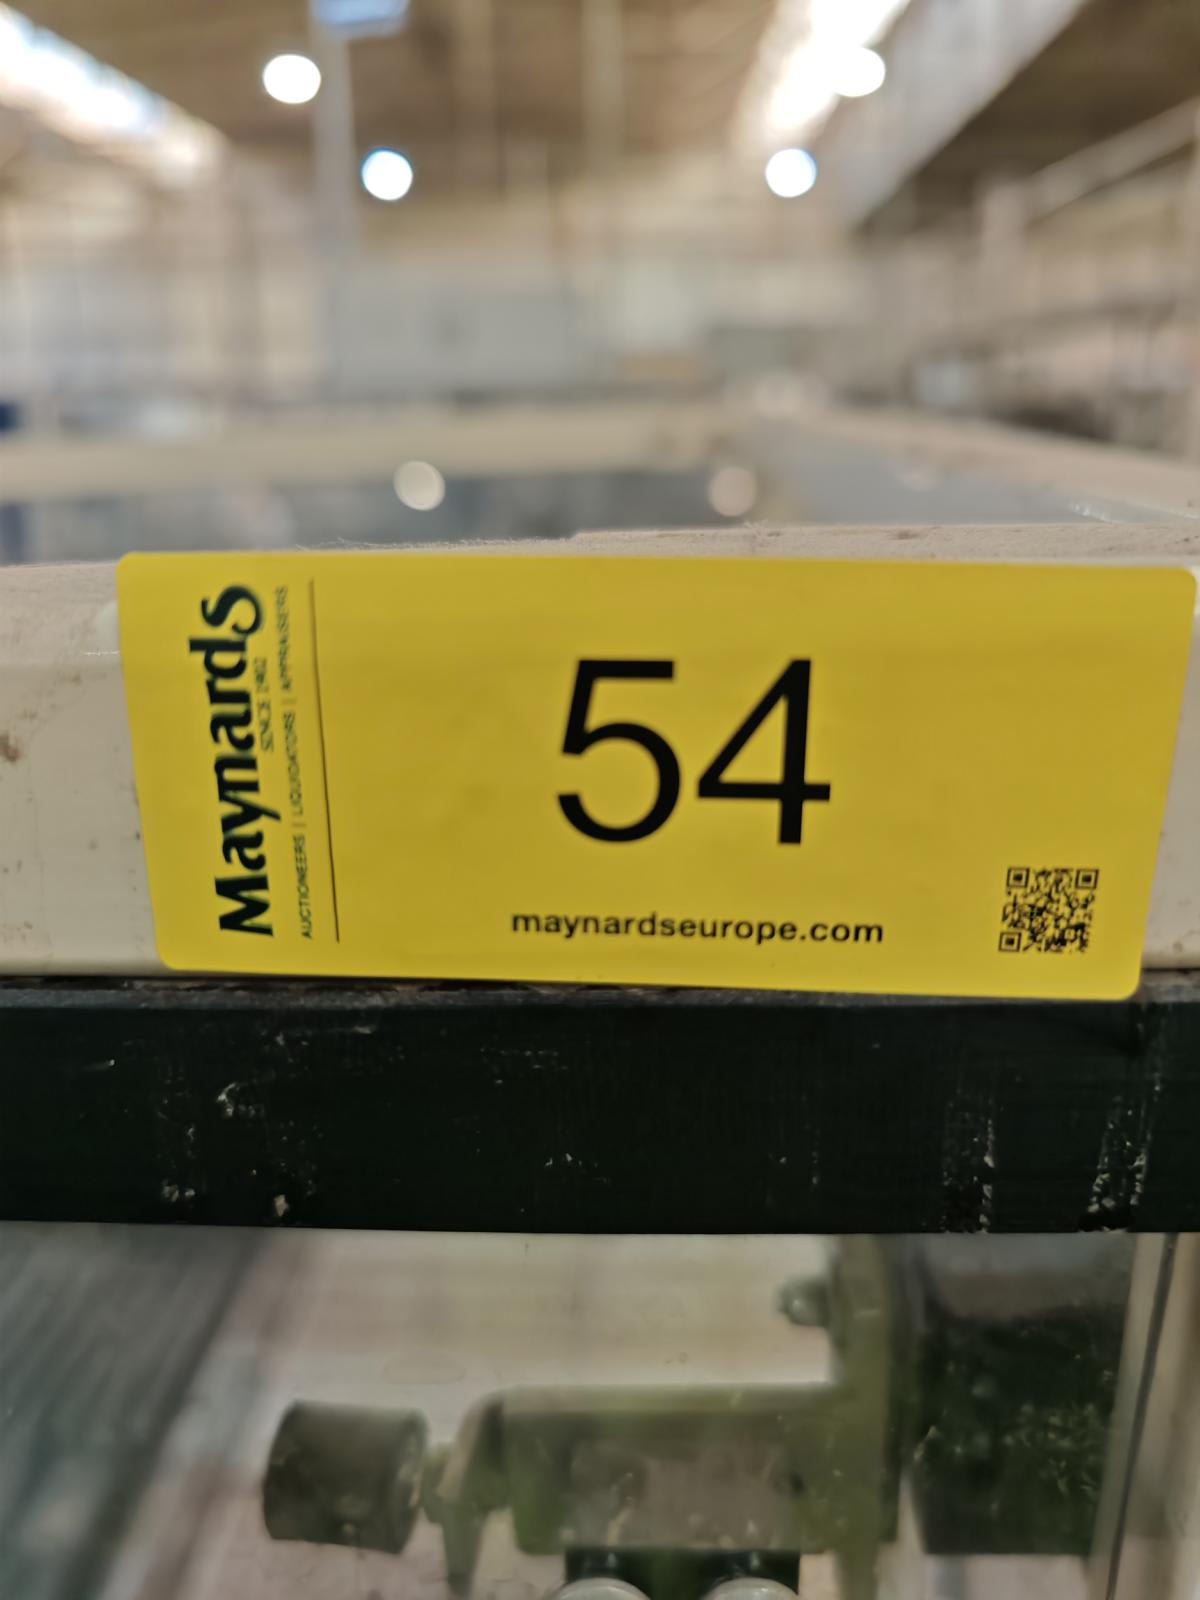 Maynards
SINCE 1902
AUCTIONEERS | LIQUIDATORS | APPRAISERS
54
maynardseurope.com